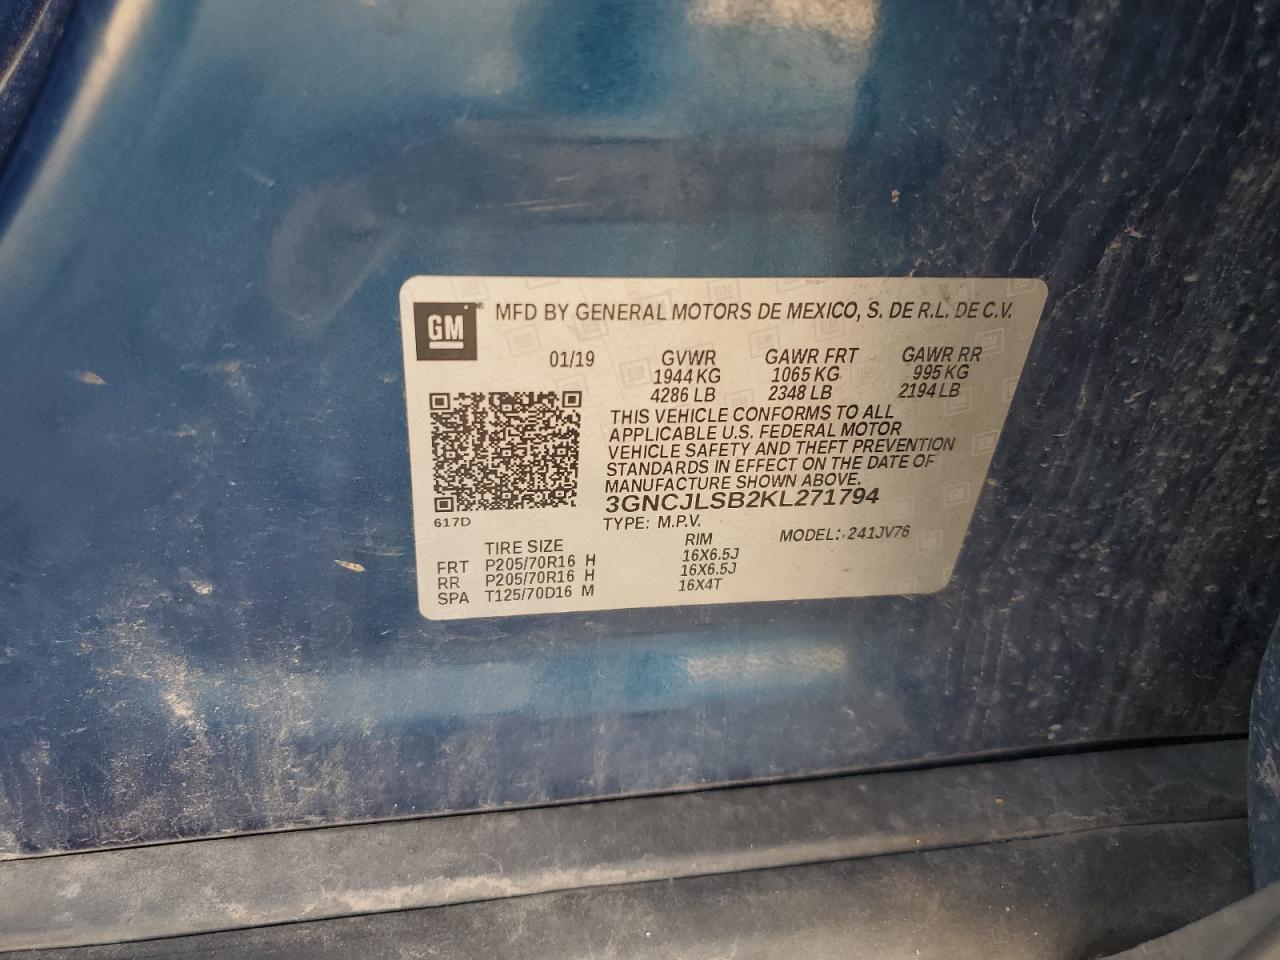 GM® MFD BY GENERAL MOTORS DE MEXICO, S. DE R.L. DE C.V.
01/19 GVWR GAWR FRT GAWR RR
1944 KG 1065 KG 995 KG
4286 LB 2348 LB 2194 LB
THIS VEHICLE CONFORMS TO ALL
APPLICABLE U.S. FEDERAL MOTOR
VEHICLE SAFETY AND THEFT PREVENTION
STANDARDS IN EFFECT ON THE DATE OF
MANUFACTURE SHOWN ABOVE.
3GNCJLSB2KL271794
617D
TYPE: M.P.V. MODEL: 241JV76
TIRE SIZE RIM
FRT P205/70R16 H 16X6.5J
RR P205/70R16 H 16X6.5J
SPA T125/70D16 M 16X4T